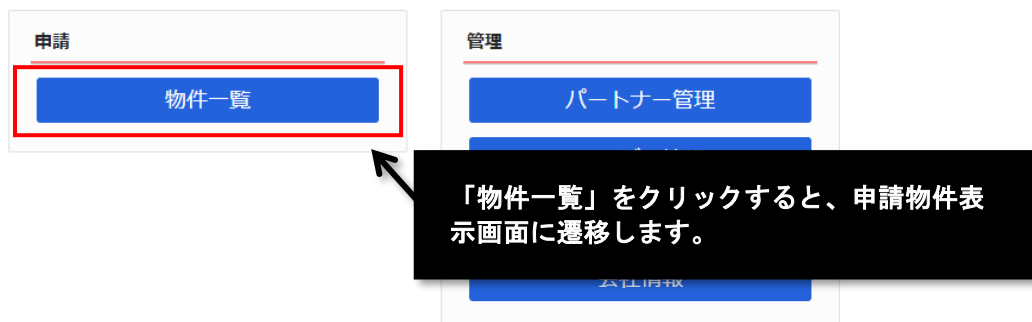 申請
物件一覧
管理
パートナー管理
「物件一覧」をクリックすると、申請物件表
示画面に遷移します。
会社情報